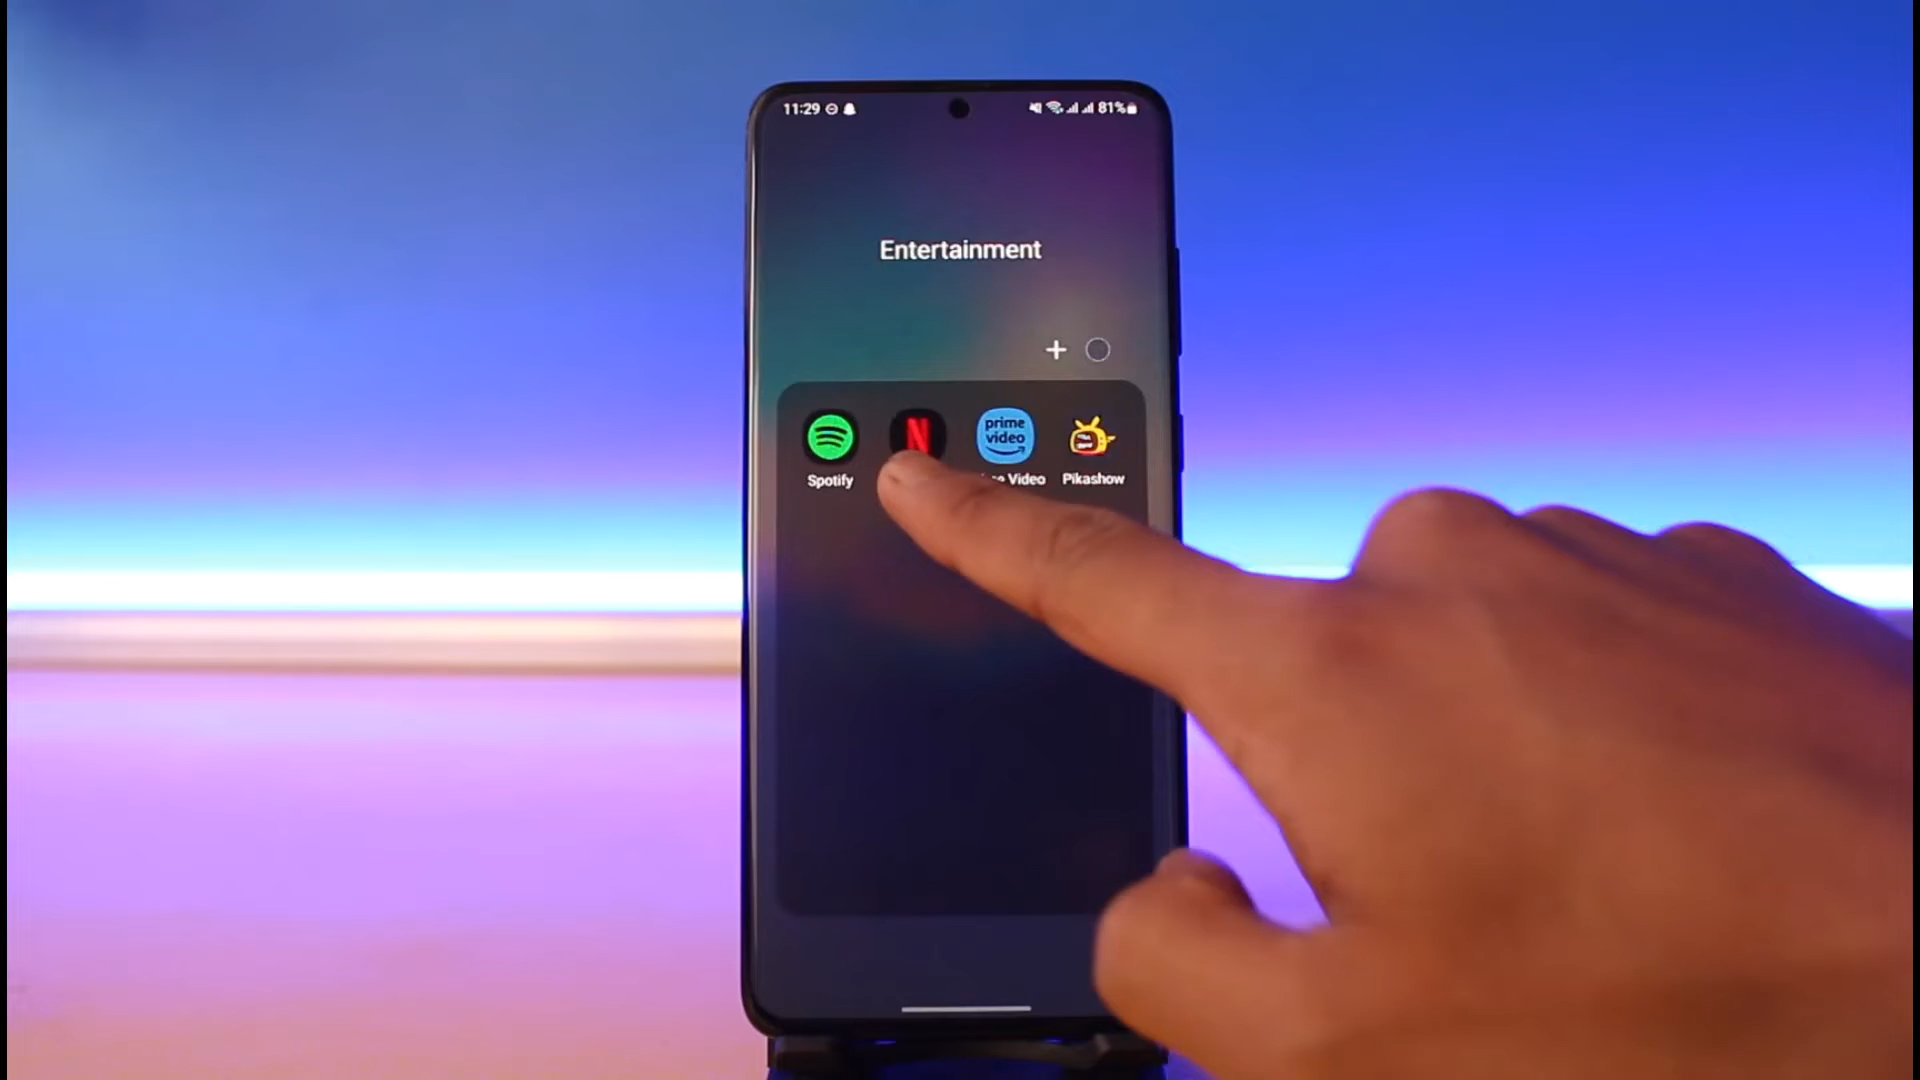 11:29
81%
Entertainment
N
prime
video
Spotify
Video
Pikashow